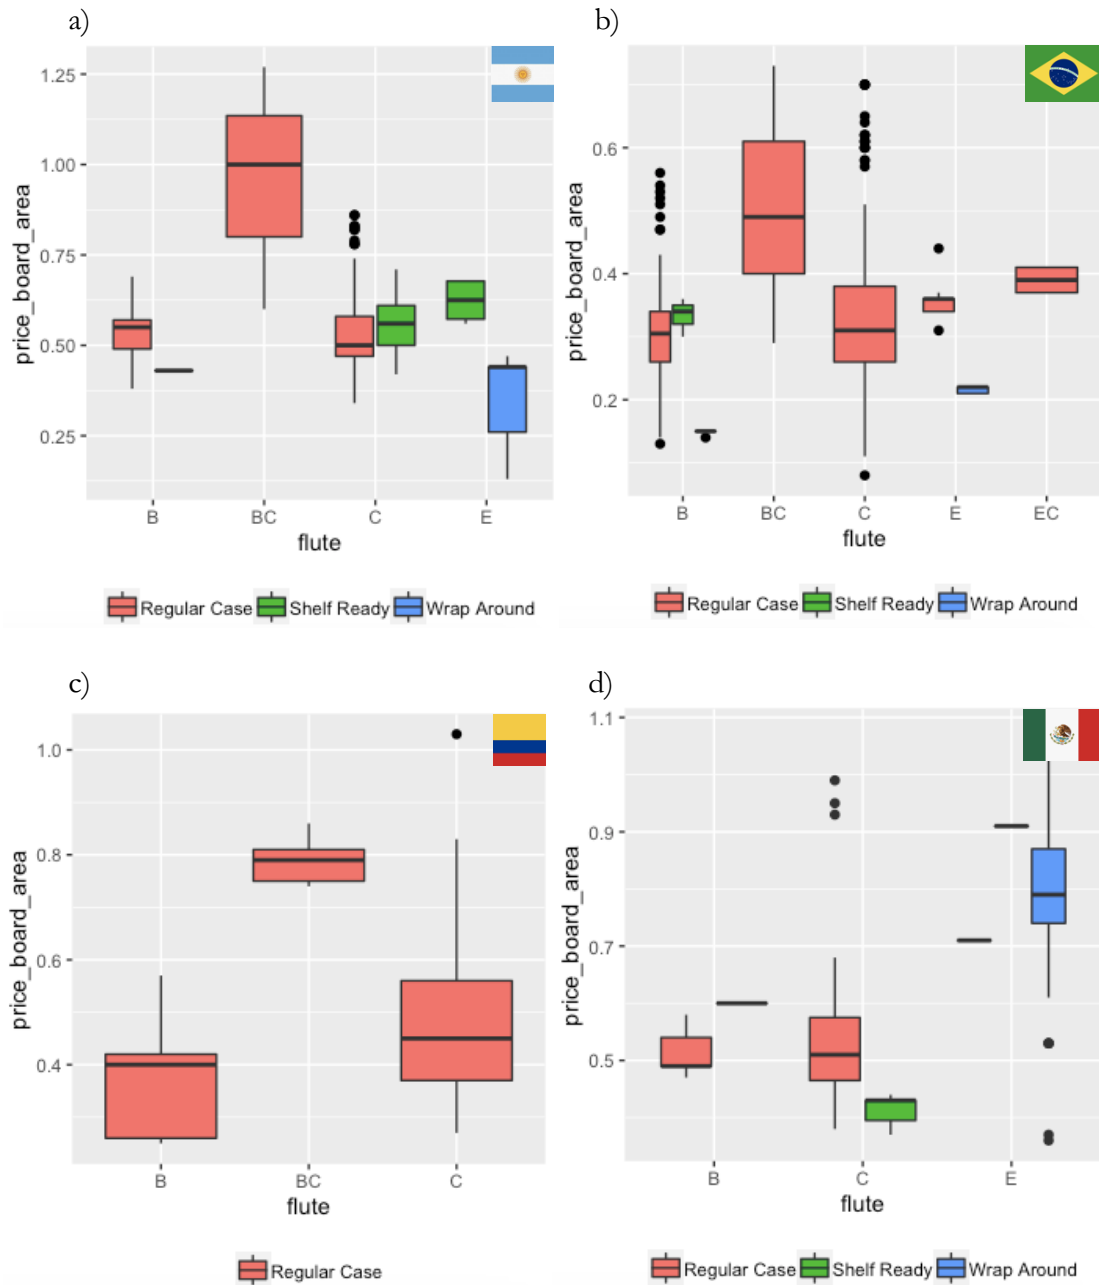 a)
1.25
1.00
0.75
0.50
0.25
price_board_area
B BC C E
flute
Regular Case Shelf Ready Wrap Around
b)
0.6
0.4
0.2
price_board_area
B BC C E EC
flute
Regular Case Shelf Ready Wrap Around
c)
1.0
0.8
0.6
0.4
price_board_area
B BC C
flute
Regular Case
d)
1.1
0.9
0.7
0.5
price_board_area
B C E
flute
Regular Case Shelf Ready Wrap Around